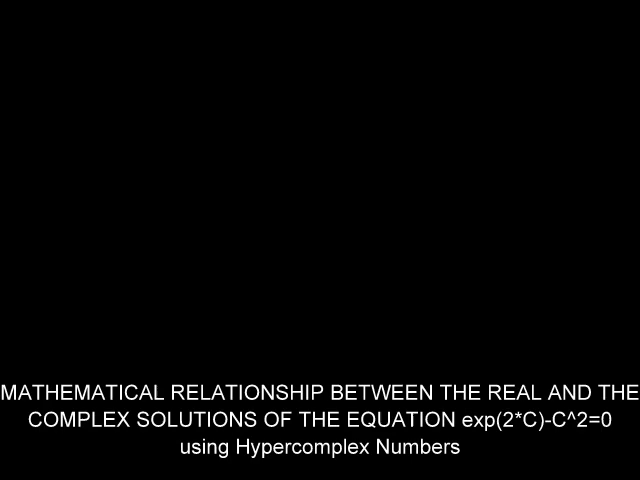 MATHEMATICAL RELATIONSHIP BETWEEN THE REAL AND THE
COMPLEX SOLUTIONS OF THE EQUATION exp(2*C)-C^2=0
using Hypercomplex Numbers